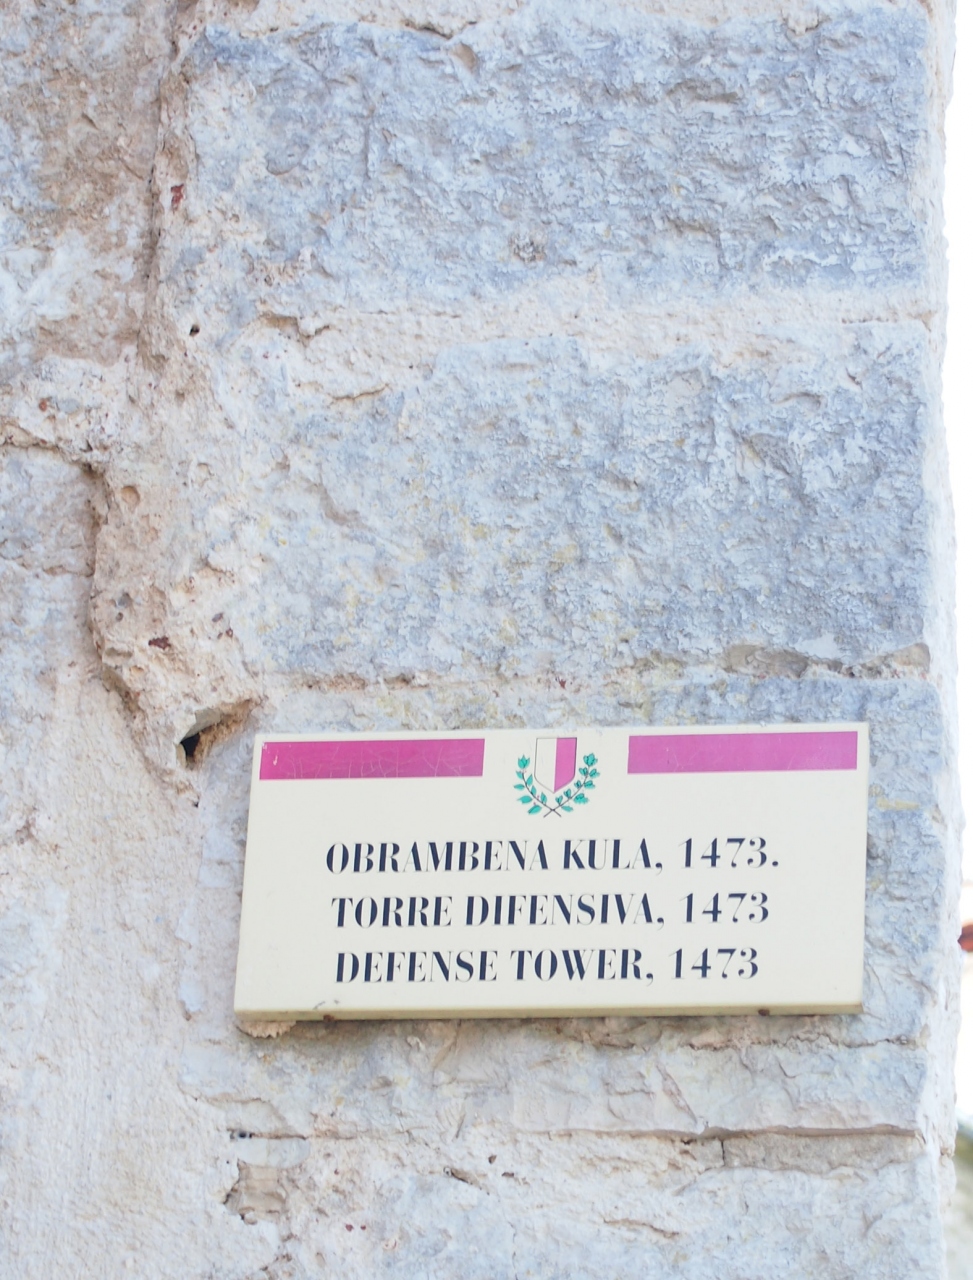 OBRAMBENA KULA, 1473.
TORRE DIFENSIVA, 1473
DEFENSE TOWER, 1473